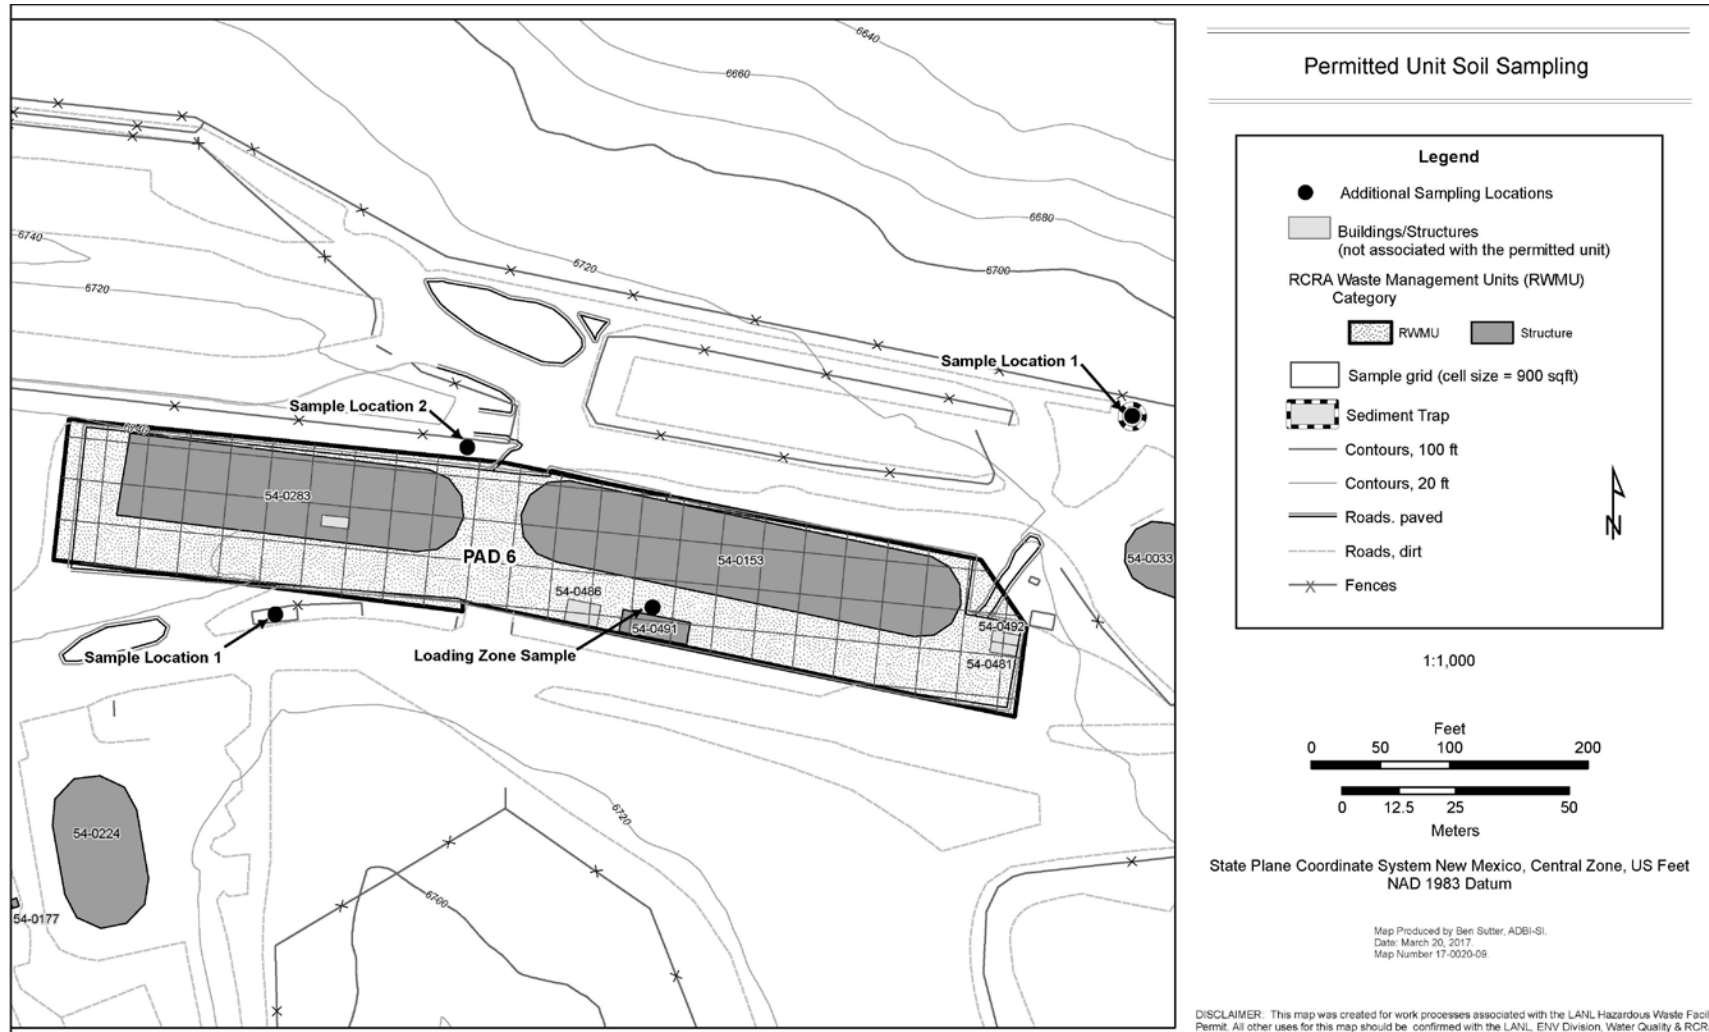 6640
6660
6680
6700
6720
6740
6720
Sample Location 1
Sample Location 2
54-0283
PAD 6
54-0153
54-0033
54-0486
54-0491
54-0492
54-0481
Sample Location 1
Loading Zone Sample
6720
54-0224
6700
54-0177
Permitted Unit Soil Sampling
Legend
Additional Sampling Locations
Buildings/Structures
(not associated with the permitted unit)
RCRA Waste Management Units (RWMU)
Category
RWMU
Structure
Sample grid (cell size = 900 sqft)
Sediment Trap
Contours, 100 ft
Contours, 20 ft
Roads. paved
Roads, dirt
Fences
N
1:1,000
Feet
0 50 100 200
0 12.5 25 50
Meters
State Plane Coordinate System New Mexico, Central Zone, US Feet
NAD 1983 Datum
Map Produced by Ben Sutter, ADBI-SI.
Date: March 20, 2017.
Map Number 17-0020-09.
DISCLAIMER: This map was created for work processes associated with the LANL Hazardous Waste Facil
Permit. All other uses for this map should be confirmed with the LANL, ENV Division, Water Quality & RCR